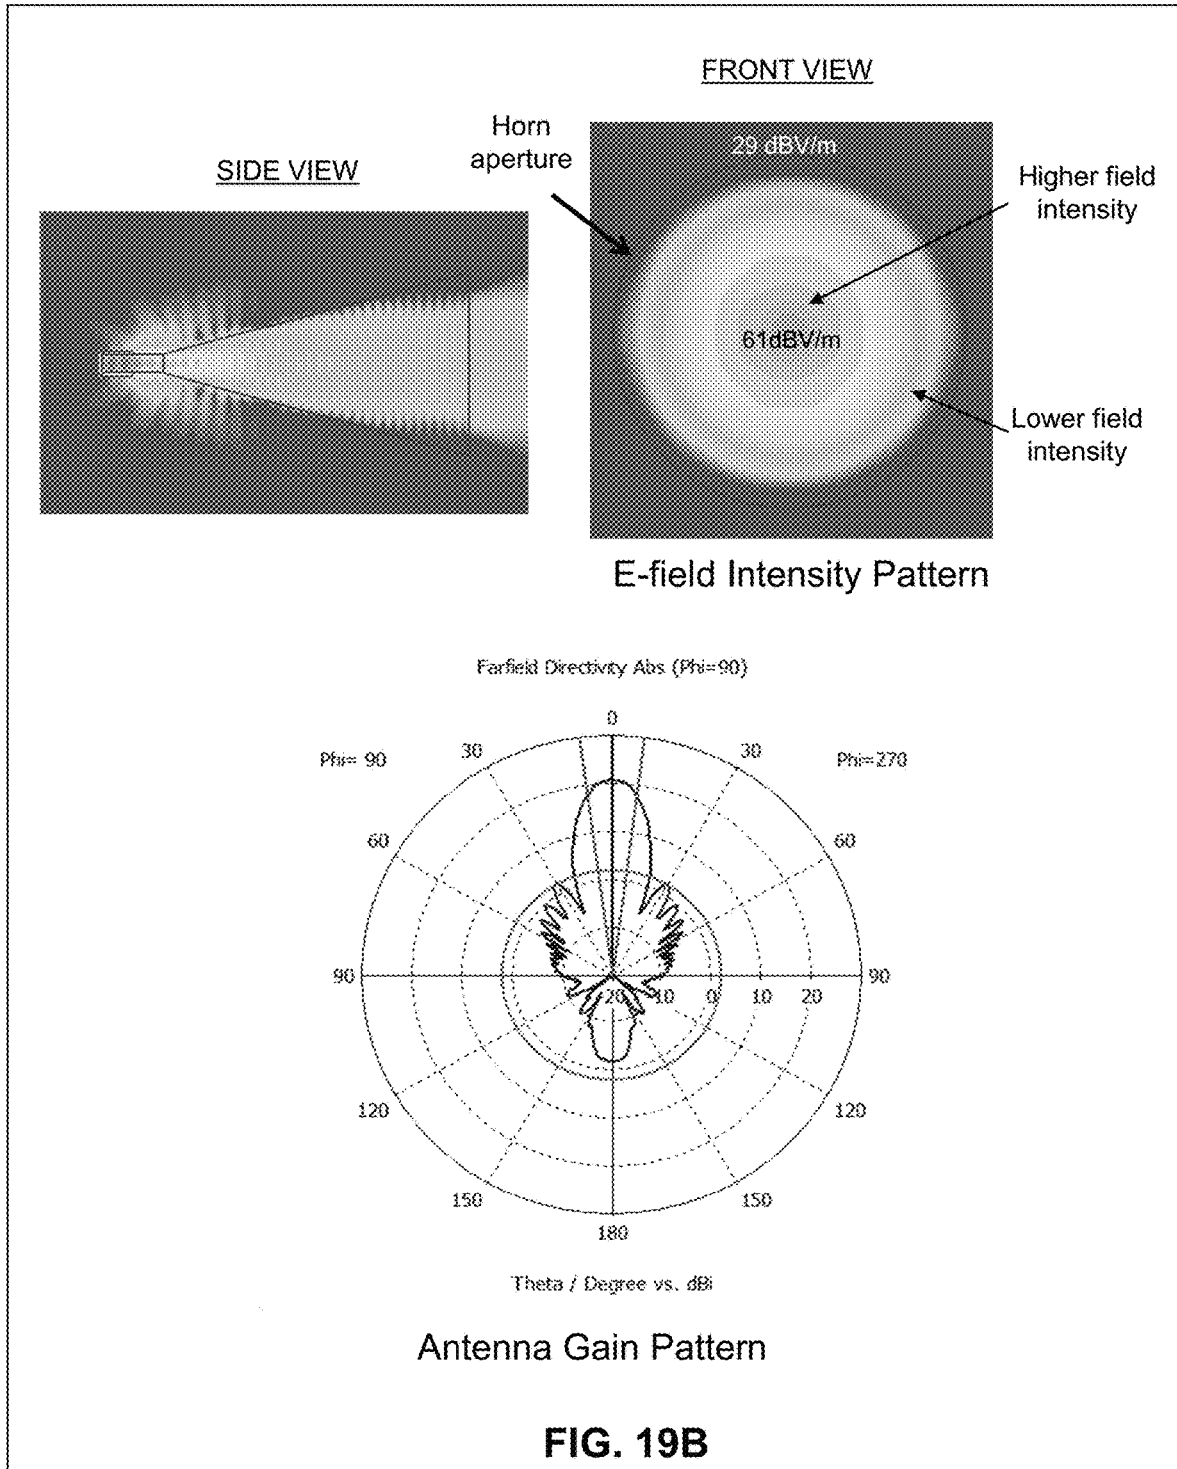 FRONT VIEW
Horn
aperture
SIDE VIEW
29 dBV/m
Higher field
intensity
61dBV/m
Lower field
intensity
E-field Intensity Pattern
Farfield Directivity Abs (Phi=90)
0
30
30
Phi= 90
Phi=270
60
60
90
90
-20
-10
0
10
20
120
120
150
150
180
Theta / Degree vs. dBi
Antenna Gain Pattern
FIG. 19B